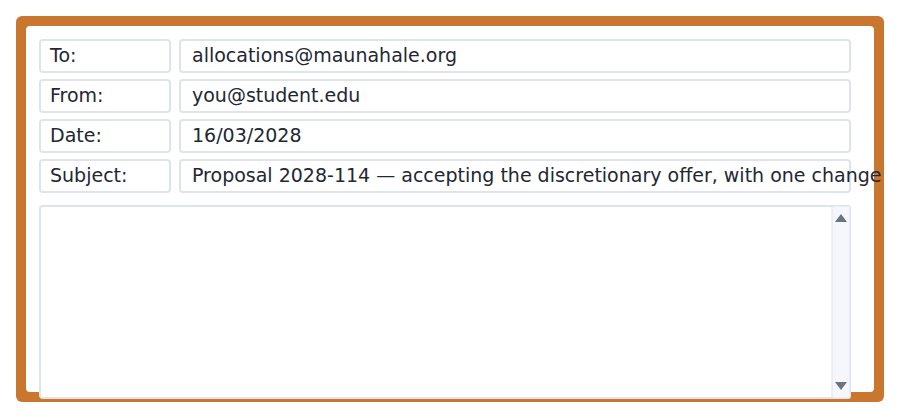 To:
allocations@maunahale.org
From:
you@student.edu
Date:
16/03/2028
Subject:
Proposal 2028-114 — accepting the discretionary offer, with one change